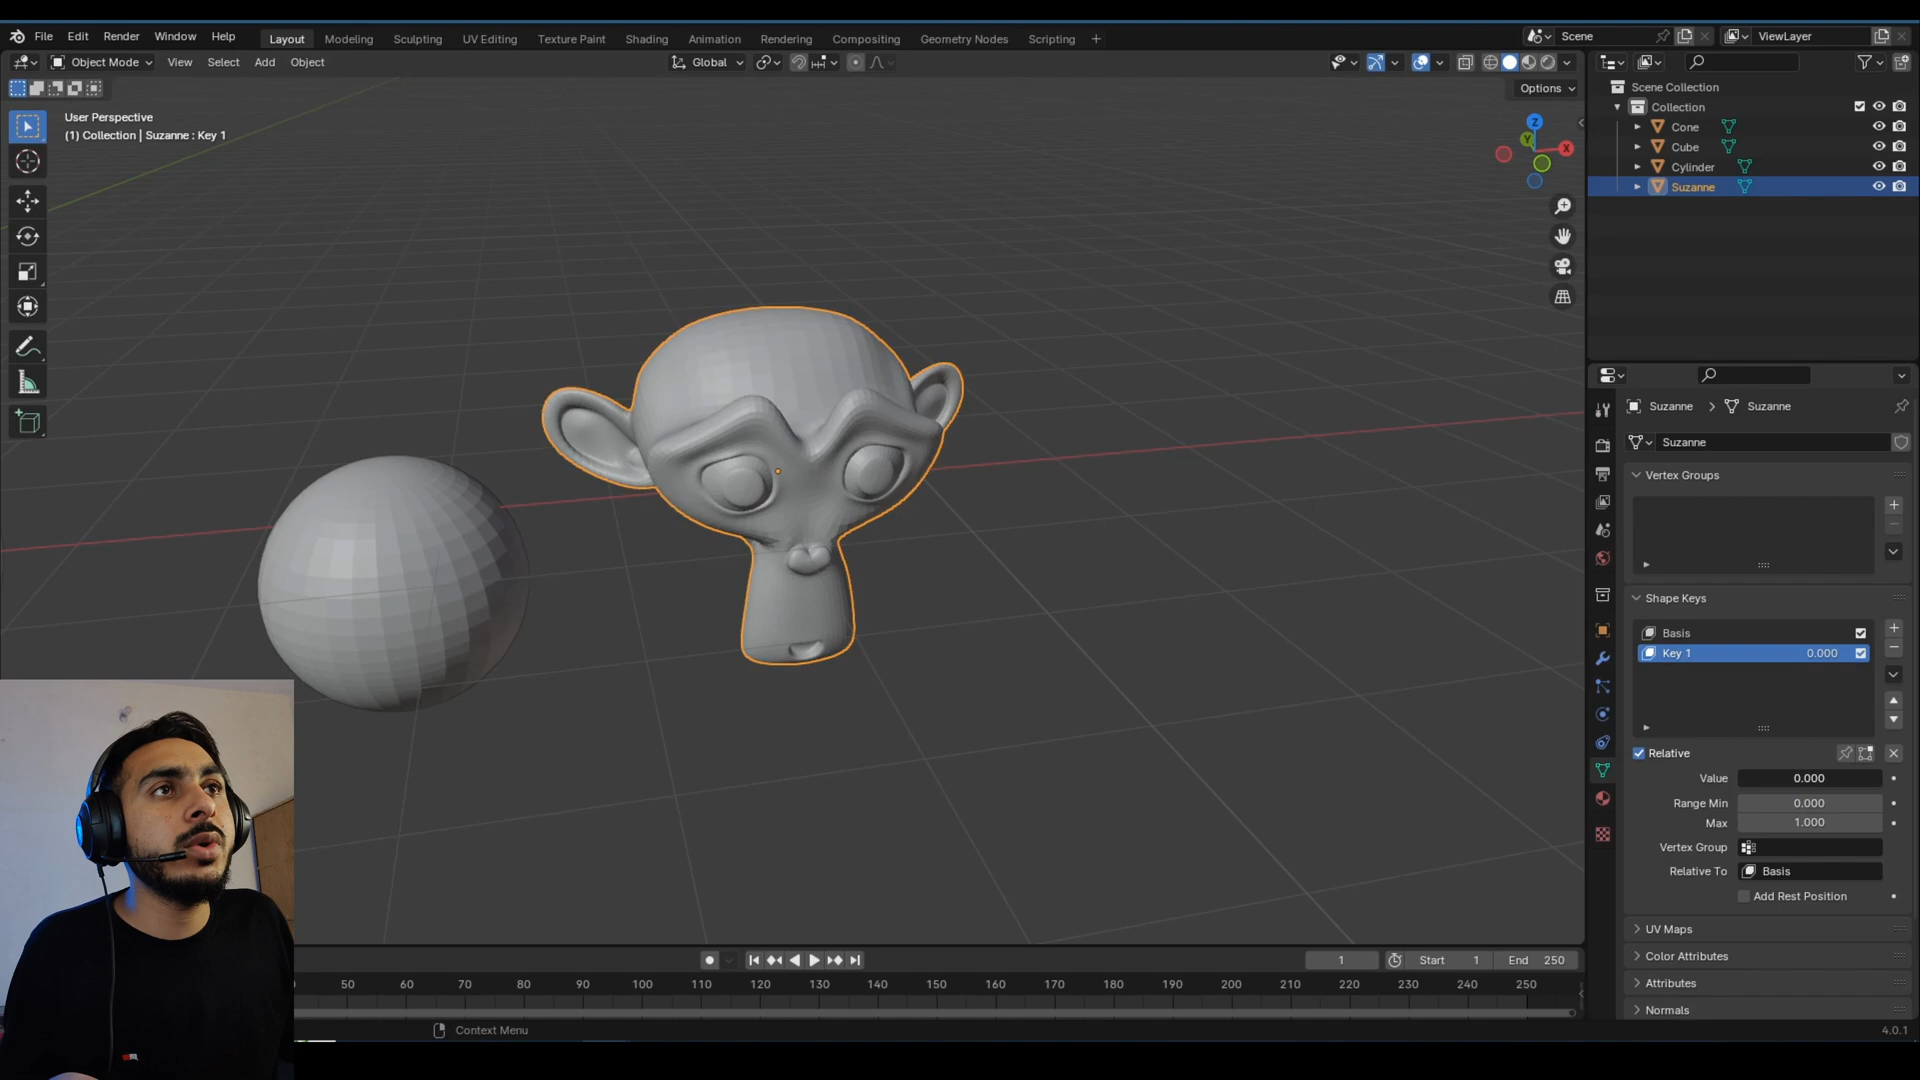 File Edit Render Window Help
Layout Modeling Sculpting UV Editing Texture Paint Shading Animation Rendering Compositing Geometry Nodes Scripting +
Scene
ViewLayer
Object Mode View Select Add Object
Global
Options
User Perspective
(1) Collection | Suzanne : Key 1
Z
Y
X
Scene Collection
Collection
Cone
Cube
Cylinder
Suzanne
Suzanne > Suzanne
Suzanne
Vertex Groups
Shape Keys
Basis
Key 1 0.000
Relative
Value 0.000
Range Min 0.000
Max 1.000
Vertex Group
Relative To Basis
Add Rest Position
UV Maps
Color Attributes
Attributes
Normals
1 Start 1 End 250
50 60 70 80 90 100 110 120 130 140 150 160 170 180 190 200 210 220 230 240 250
Context Menu
4.0.1